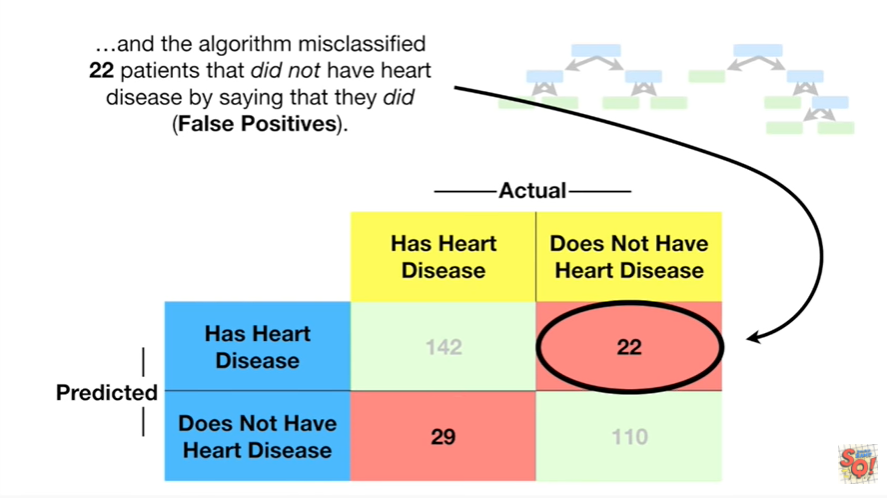 …and the algorithm misclassified
22 patients that did not have heart
disease by saying that they did
(False Positives).
Actual
Has Heart
Disease
Does Not Have
Heart Disease
Predicted
Has Heart
Disease
142
22
Does Not Have
Heart Disease
29
110
SQ!